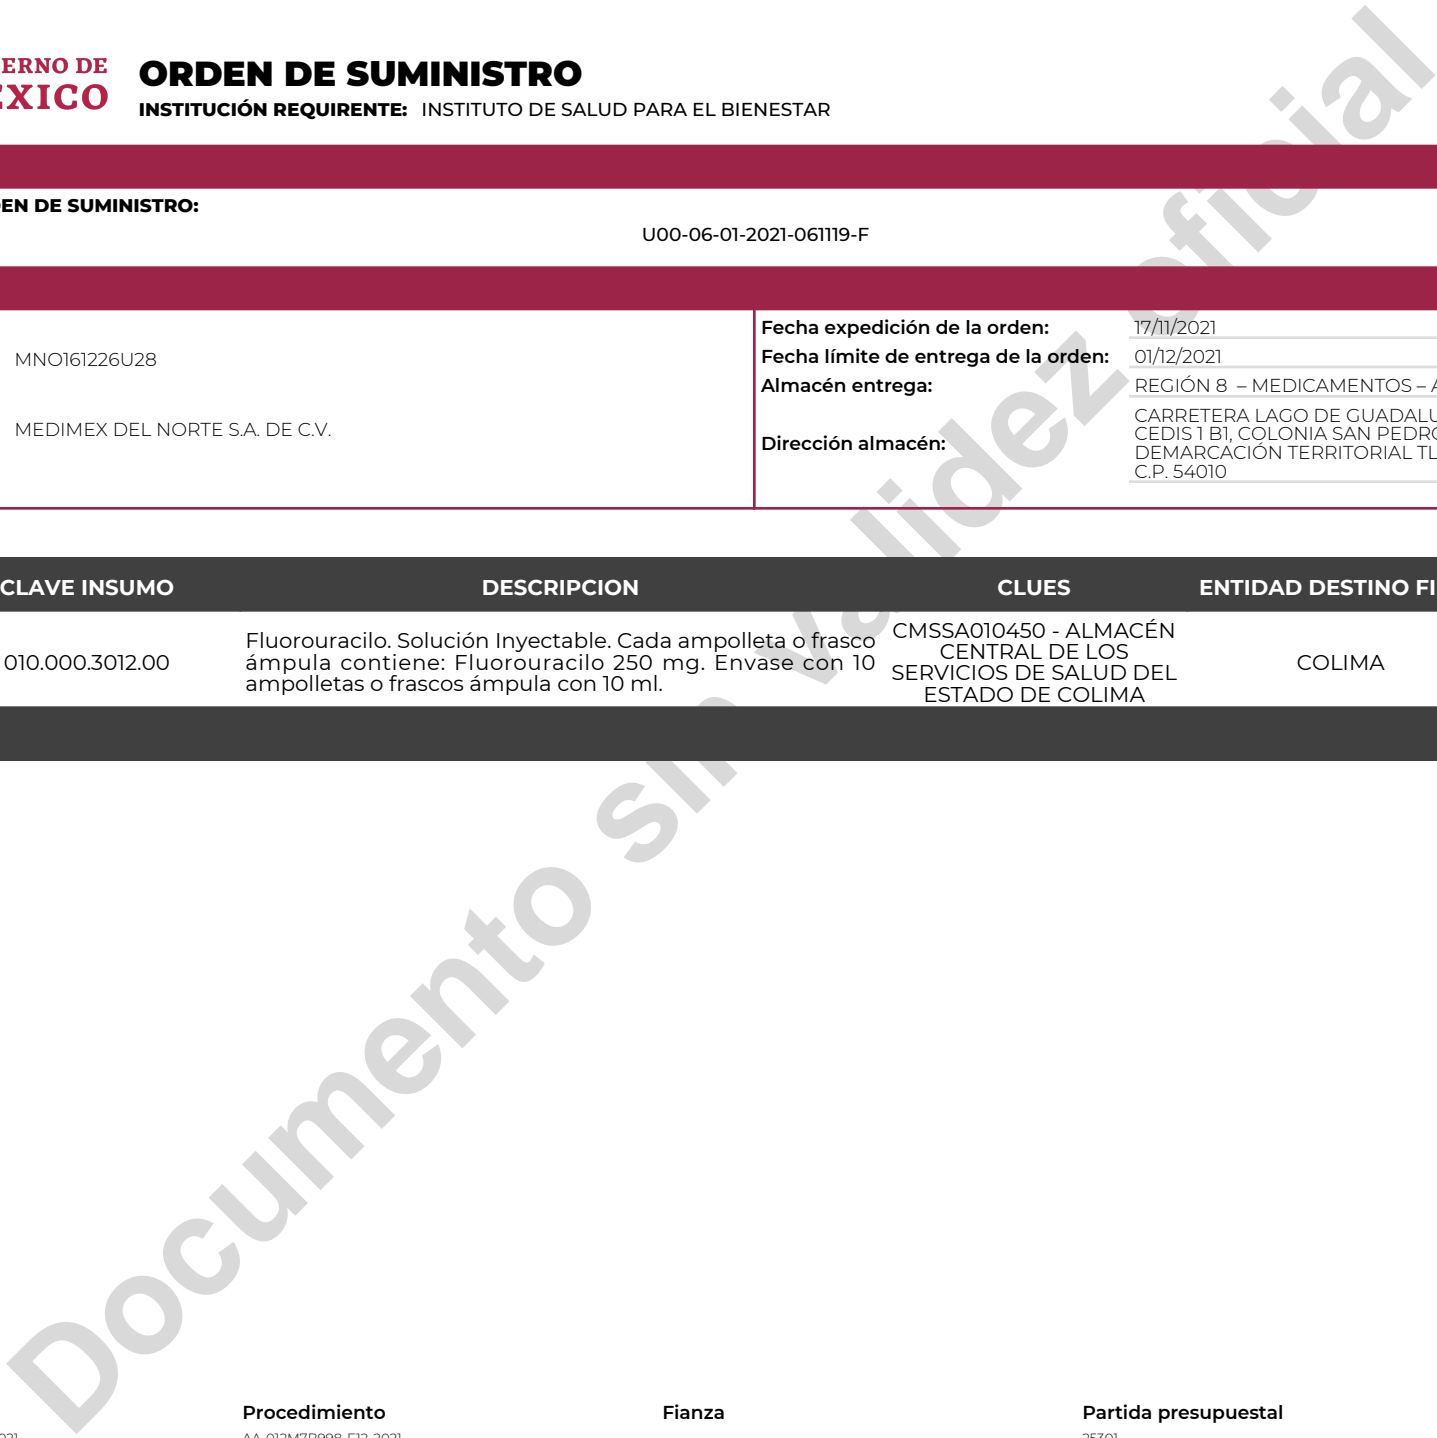 ERNO DE
EXICO
ORDEN DE SUMINISTRO
INSTITUCIÓN REQUIRENTE: INSTITUTO DE SALUD PARA EL BIENESTAR
EN DE SUMINISTRO:
U00-06-01-2021-061119-F
MNO161226U28
MEDIMEX DEL NORTE S.A. DE C.V.
Fecha expedición de la orden: 17/11/2021
Fecha límite de entrega de la orden: 01/12/2021
Almacén entrega: REGIÓN 8 – MEDICAMENTOS – A
Dirección almacén:
CARRETERA LAGO DE GUADALU
CEDIS 1 B1, COLONIA SAN PEDRO
DEMARCACIÓN TERRITORIAL TL
C.P. 54010
CLAVE INSUMO DESCRIPCION CLUES ENTIDAD DESTINO FI
010.000.3012.00
Fluorouracilo. Solución Inyectable. Cada ampolleta o frasco
ámpula contiene: Fluorouracilo 250 mg. Envase con 10
ampolletas o frascos ámpula con 10 ml.
CMSSA010450 - ALMACÉN
CENTRAL DE LOS
SERVICIOS DE SALUD DEL
ESTADO DE COLIMA
COLIMA
Documento sin validez oficial
Procedimiento Fianza Partida presupuestal